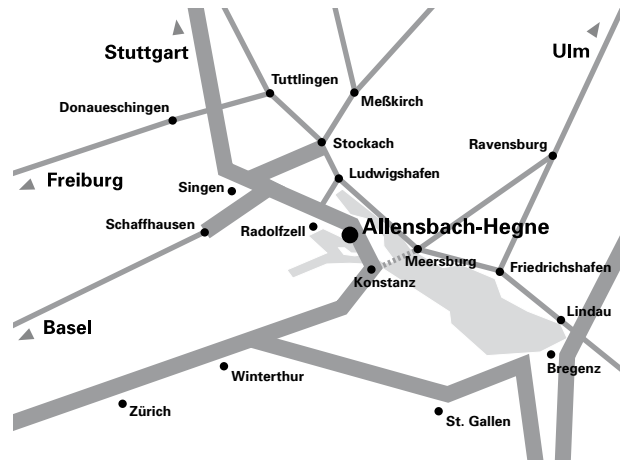 Stuttgart
Ulm
Tuttlingen
Meßkirch
Donaueschingen
Stockach
Ravensburg
Ludwigshafen
Freiburg
Singen
Schaffhausen
Radolfzell
Allensbach-Hegne
Meersburg
Friedrichshafen
Konstanz
Lindau
Basel
Bregenz
Winterthur
Zürich
St. Gallen